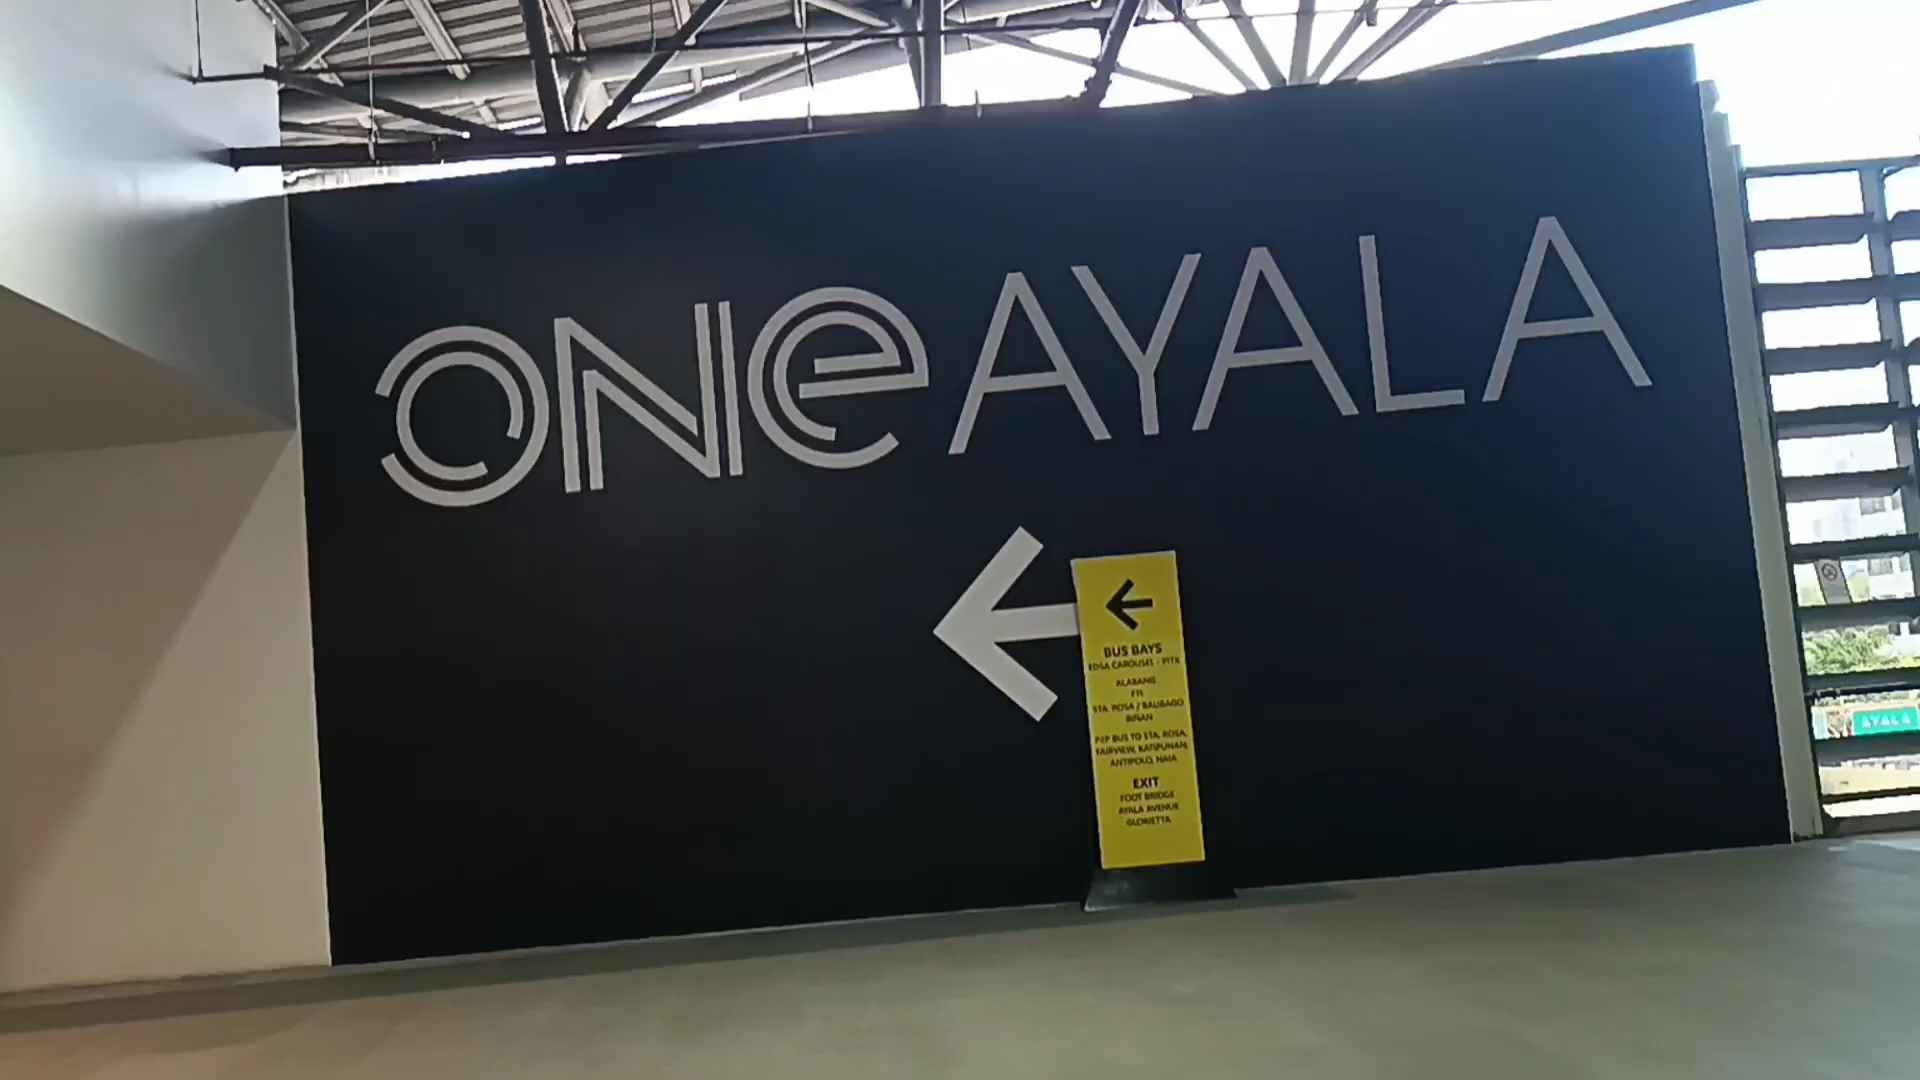 ONE AYALA
BUS BAYS
EDSA CAROUSEL - PITX
ALABANG
FTI
STA. ROSA / BALIBAGO
BIÑAN
P2P BUS TO STA. ROSA,
FAIRVIEW, KATIPUNAN,
ANTIPOLO, NAIA
EXIT
FOOT BRIDGE
AYALA AVENUE
GLORIETTA
AYALA